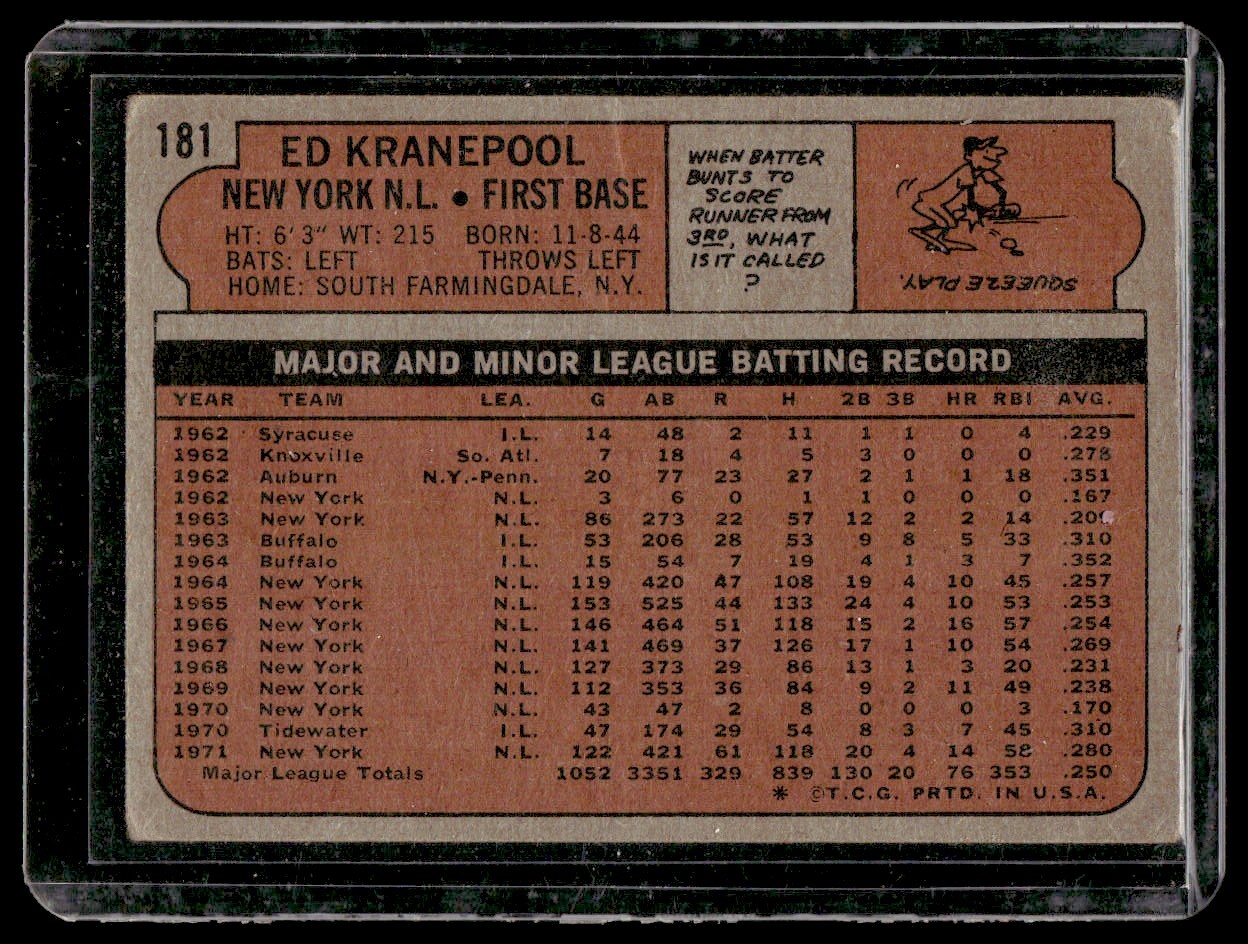 181
ED KRANEPOOL
NEW YORK N.L. • FIRST BASE
HT: 6'3" WT: 215 BORN: 11-8-44
BATS: LEFT THROWS LEFT
HOME: SOUTH FARMINGDALE, N.Y.
WHEN BATTER
BUNTS TO
SCORE
RUNNER FROM
3RD, WHAT
IS IT CALLED
?
SQUEEZE PLAY.
MAJOR AND MINOR LEAGUE BATTING RECORD
YEAR TEAM LEA. G AB R H 2B 3B HR RBI AVG.
1962 Syracuse I.L. 14 48 2 11 1 1 0 4 .229
1962 Knoxville So. Atl. 7 18 4 5 3 0 0 0 .278
1962 Auburn N.Y.-Penn. 20 77 23 27 2 1 1 18 .351
1962 New York N.L. 3 6 0 1 1 0 0 0 .167
1963 New York N.L. 86 273 22 57 12 2 2 14 .209
1963 Buffalo I.L. 53 206 28 53 9 8 5 33 .310
1964 Buffalo I.L. 15 54 7 19 4 1 3 7 .352
1964 New York N.L. 119 420 47 108 19 4 10 45 .257
1965 New York N.L. 153 525 44 133 24 4 10 53 .253
1966 New York N.L. 146 464 51 118 15 2 16 57 .254
1967 New York N.L. 141 469 37 126 17 1 10 54 .269
1968 New York N.L. 127 373 29 86 13 1 3 20 .231
1969 New York N.L. 112 353 36 84 9 2 11 49 .238
1970 New York N.L. 43 47 2 8 0 0 0 3 .170
1970 Tidewater I.L. 47 174 29 54 8 3 7 45 .310
1971 New York N.L. 122 421 61 118 20 4 14 58 .280
Major League Totals 1052 3351 329 839 130 20 76 353 .250
* ©T.C.G. PRTD. IN U.S.A.